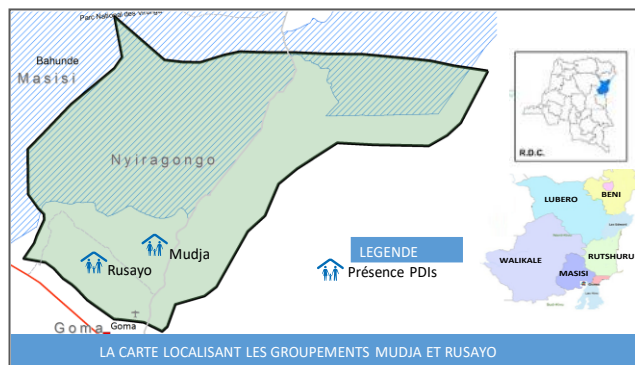 Parc National des
Bahunde
Masisi
Nyiragongo
Mudja
Rusayo
Goma
Goma
LEGENDE
Présence PDIs
R.D.C.
BENI
LUBERO
WALIKALE
RUTSHURU
MASISI
LA CARTE LOCALISANT LES GROUPEMENTS MUDJA ET RUSAYO